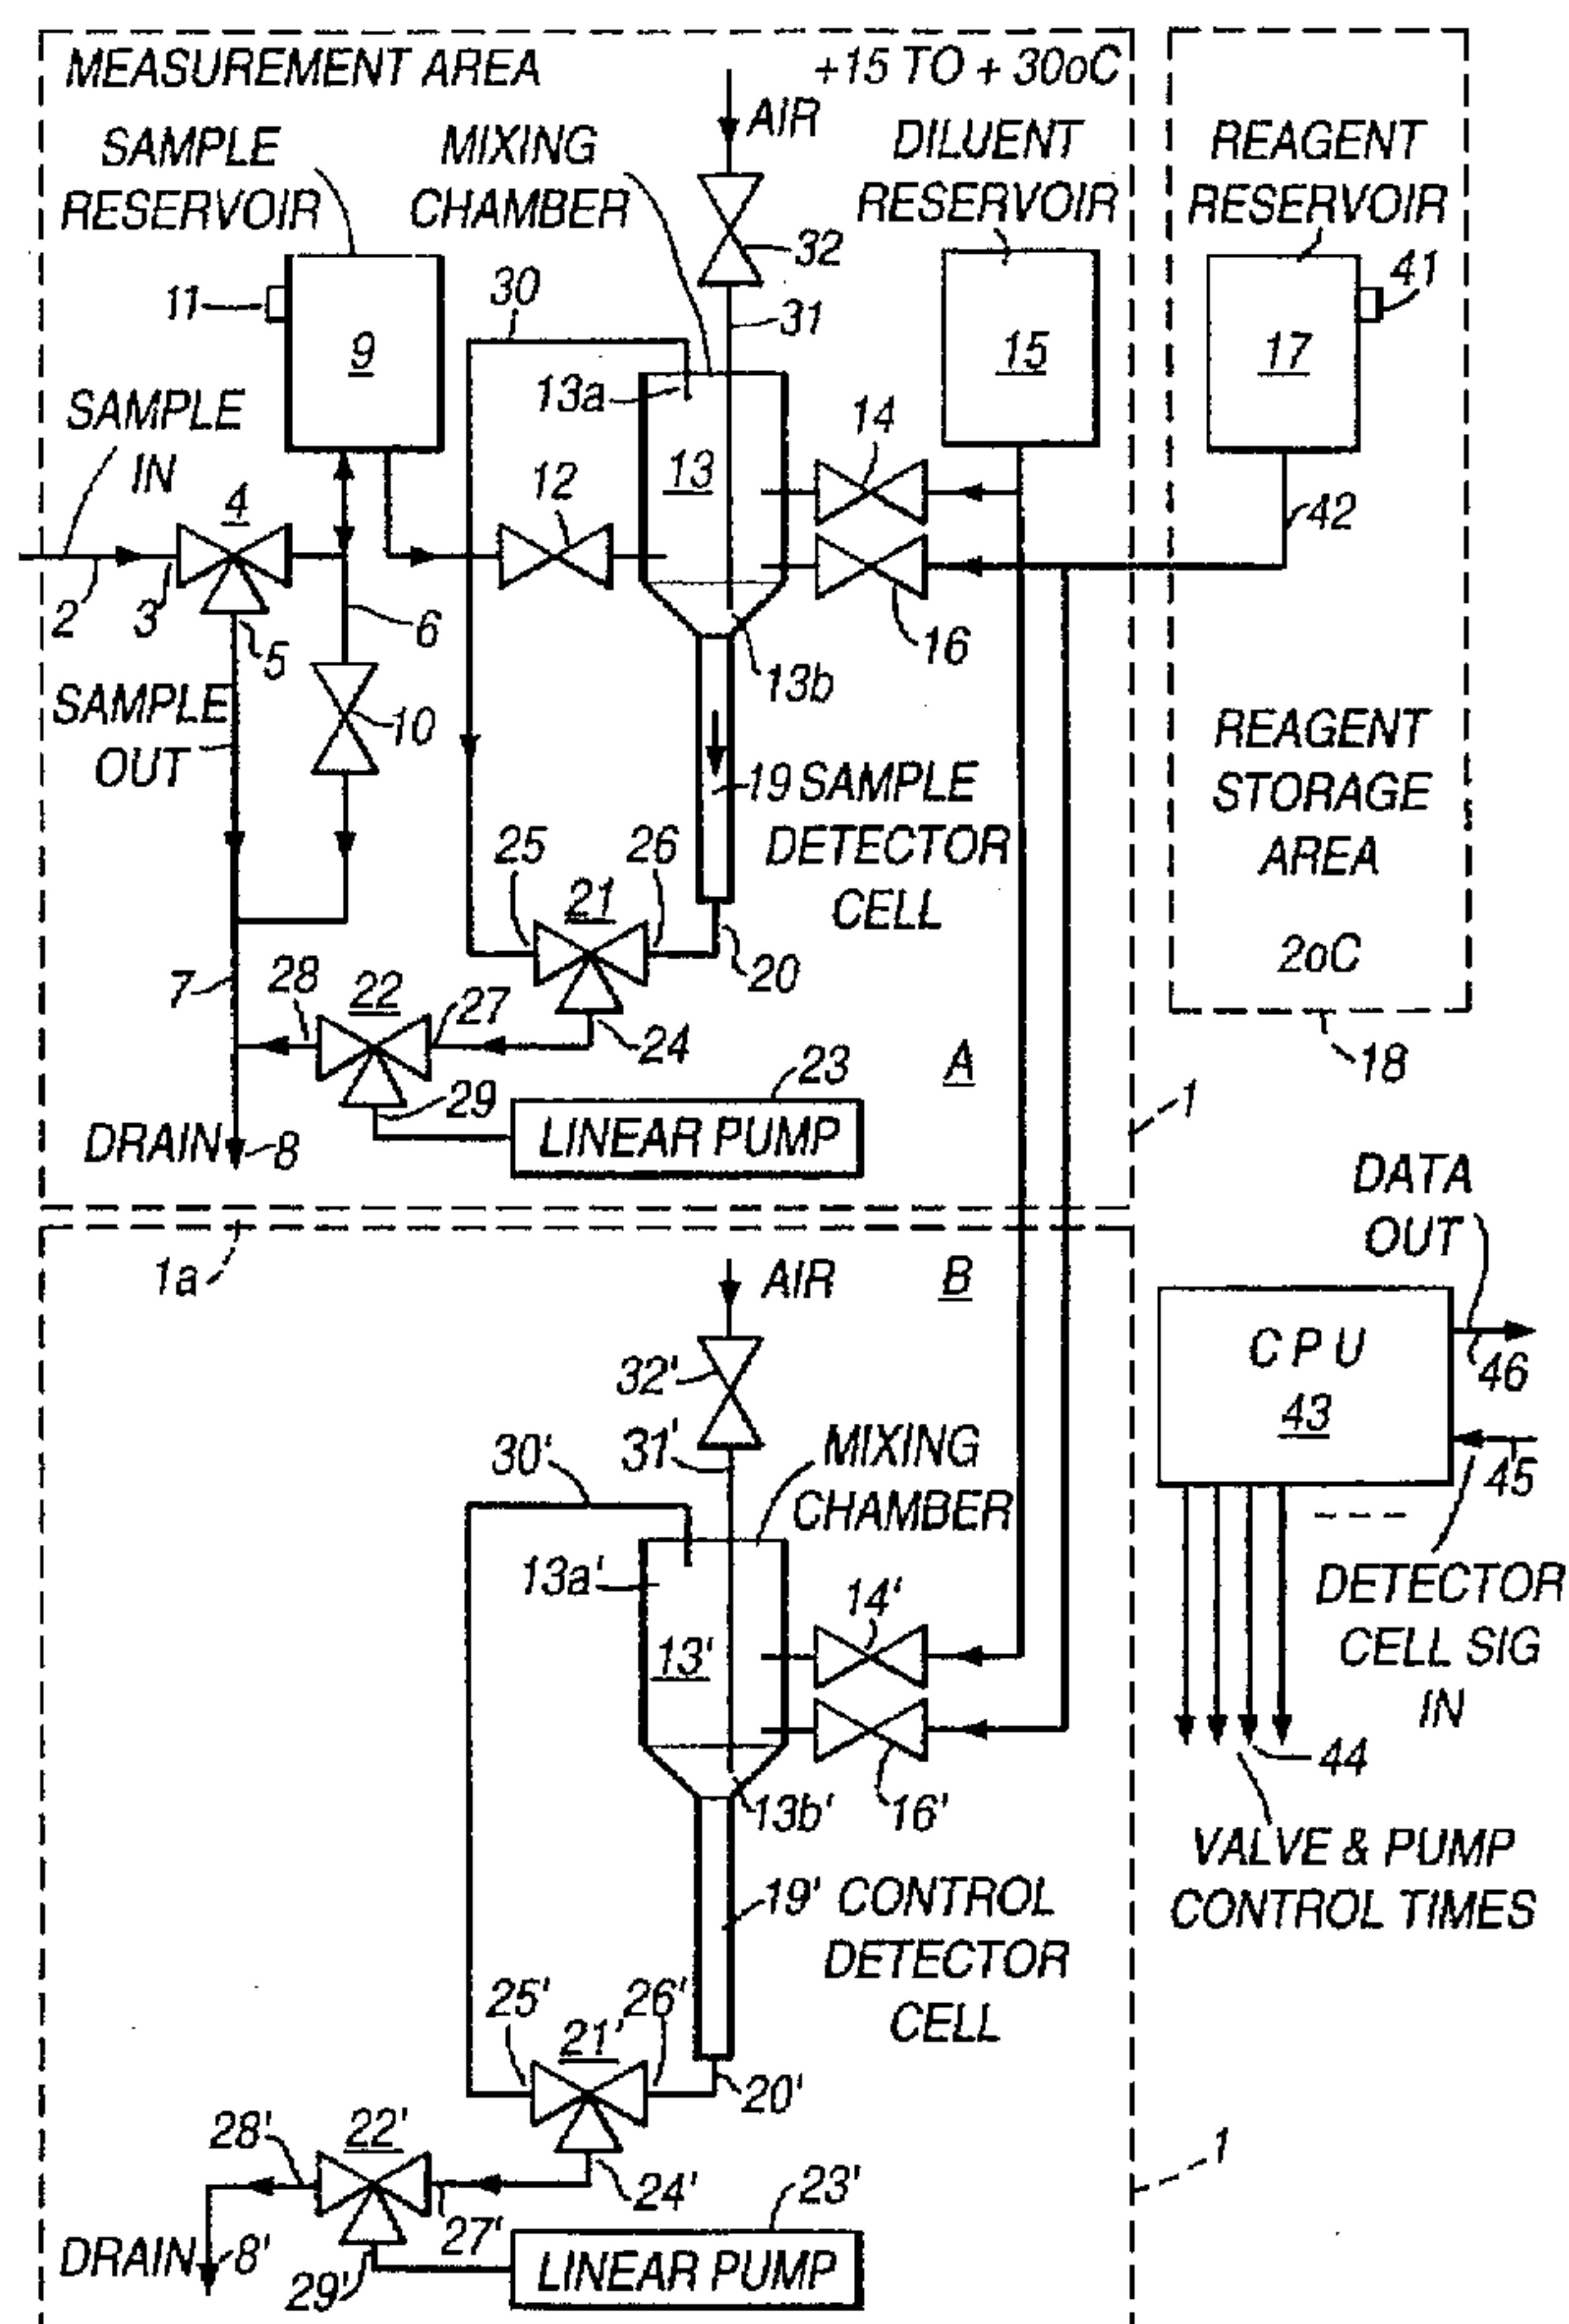 MEASUREMENT AREA
+15 TO + 30oC
AIR
SAMPLE
RESERVOIR
MIXING
CHAMBER
DILUENT
RESERVOIR
REAGENT
RESERVOIR
32
11
9
30
31
15
17
41
13a
SAMPLE
IN
4
12
13
14
42
2
3
5
6
16
13b
SAMPLE
OUT
10
19 SAMPLE
DETECTOR
CELL
REAGENT
STORAGE
AREA
2oC
25
21
26
20
7
28
22
27
24
18
29
23
A
1
DRAIN
8
LINEAR PUMP
1a
AIR
B
DATA
OUT
32'
CPU
43
46
45
30'
31'
MIXING
CHAMBER
13a'
13'
14'
DETECTOR
CELL SIG
IN
44
13b'
16'
VALVE & PUMP
CONTROL TIMES
19' CONTROL
DETECTOR
CELL
25'
21'
26'
20'
28'
22'
27'
24'
1
23'
DRAIN
8'
29'
LINEAR PUMP